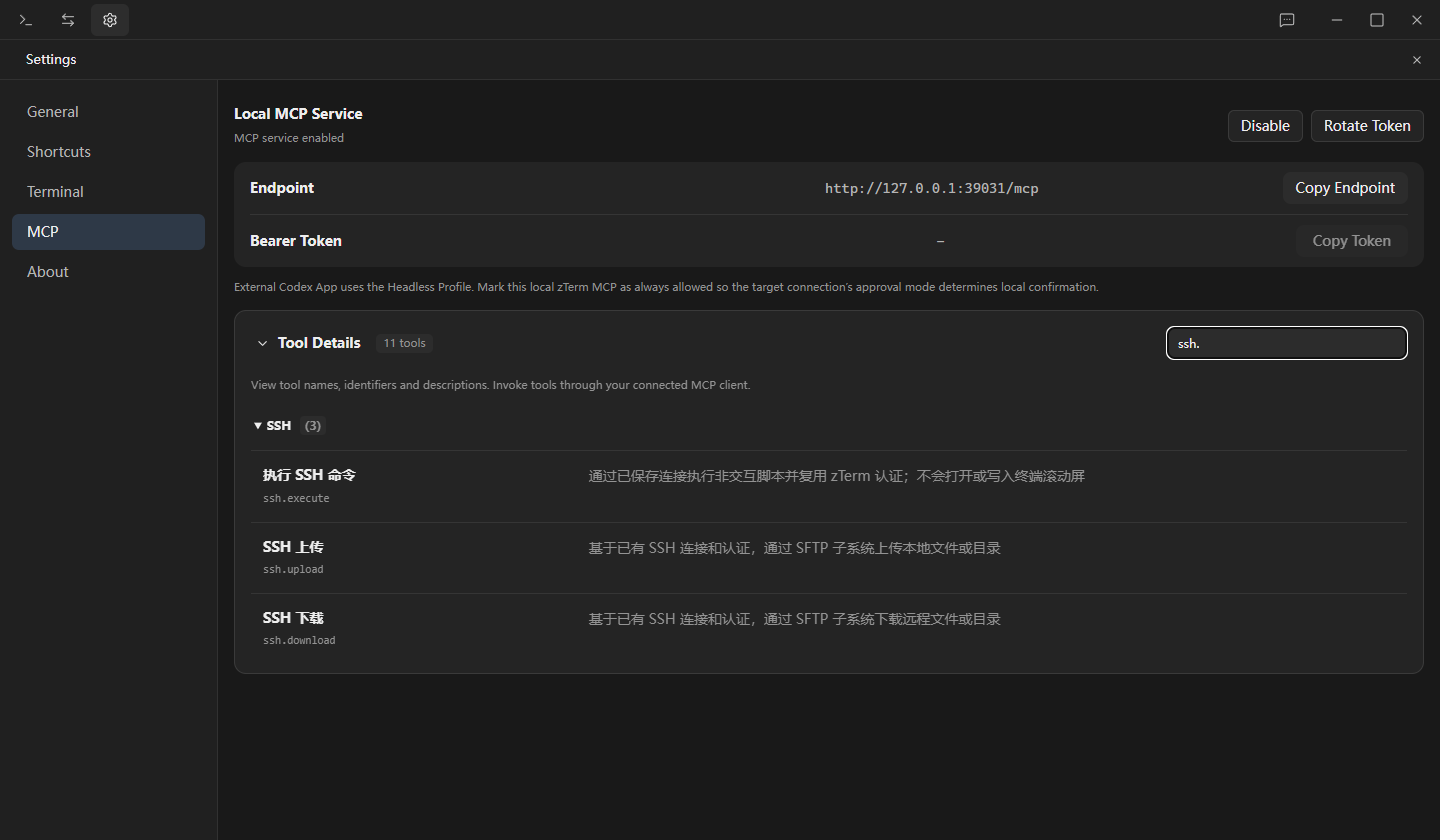 Settings
General
Shortcuts
Terminal
MCP
About
Local MCP Service
MCP service enabled
Disable
Rotate Token
Endpoint
http://127.0.0.1:39031/mcp
Copy Endpoint
Bearer Token
–
Copy Token
External Codex App uses the Headless Profile. Mark this local zTerm MCP as always allowed so the target connection's approval mode determines local confirmation.
Tool Details
11 tools
ssh.
View tool names, identifiers and descriptions. Invoke tools through your connected MCP client.
SSH (3)
执行 SSH 命令
通过已保存连接执行非交互脚本并复用 zTerm 认证；不会打开或写入终端滚动屏
ssh.execute
SSH 上传
基于已有 SSH 连接和认证，通过 SFTP 子系统上传本地文件或目录
ssh.upload
SSH 下载
基于已有 SSH 连接和认证，通过 SFTP 子系统下载远程文件或目录
ssh.download